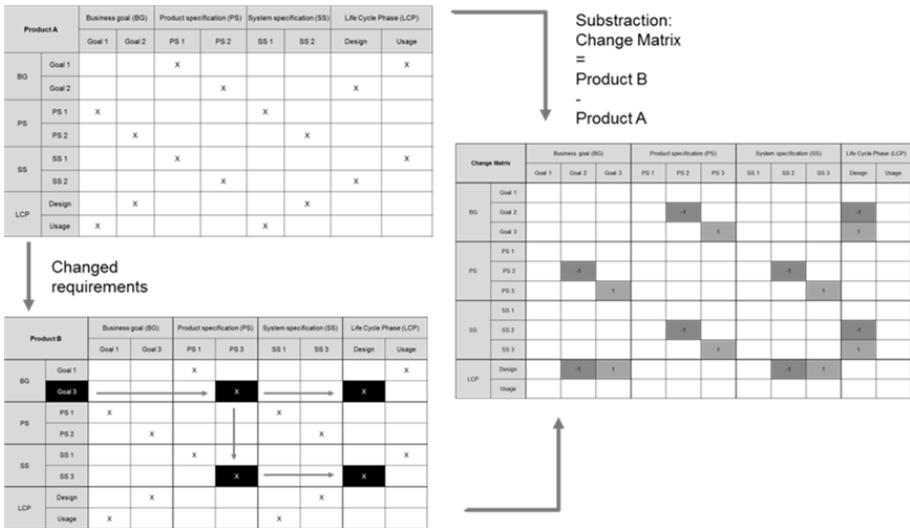 Product A Business goal (BG) Product specification (PS) System specification (SS) Life Cycle Phase (LCP)
Goal 1 Goal 2 PS 1 PS 2 SS 1 SS 2 Design Usage
BG Goal 1 X X
Goal 2 X X
PS PS 1 X X
PS 2 X X
SS SS 1 X X
SS 2 X X
LCP Design X X
Usage X X
Changed
requirements
Product B Business goal (BG) Product specification (PS) System specification (SS) Life Cycle Phase (LCP)
Goal 1 Goal 3 PS 1 PS 3 SS 1 SS 3 Design Usage
BG Goal 1 X X
Goal 3 X X
PS PS 1 X X
PS 2 X X
SS SS 1 X X
SS 3 X X
LCP Design X X
Usage X X
Substraction:
Change Matrix
=
Product B
-
Product A
Change Matrix Business goal (BG) Product specification (PS) System specification (SS) Life Cycle Phase (LCP)
Goal 1 Goal 2 Goal 3 PS 1 PS 2 PS 3 SS 1 SS 2 SS 3 Design Usage
BG Goal 1
Goal 2 -1 -1
Goal 3 1 1
PS PS 1
PS 2 -1 -1
PS 3 1 1
SS SS 1
SS 2 -1 -1
SS 3 1 1
LCP Design -1 1 -1 1
Usage